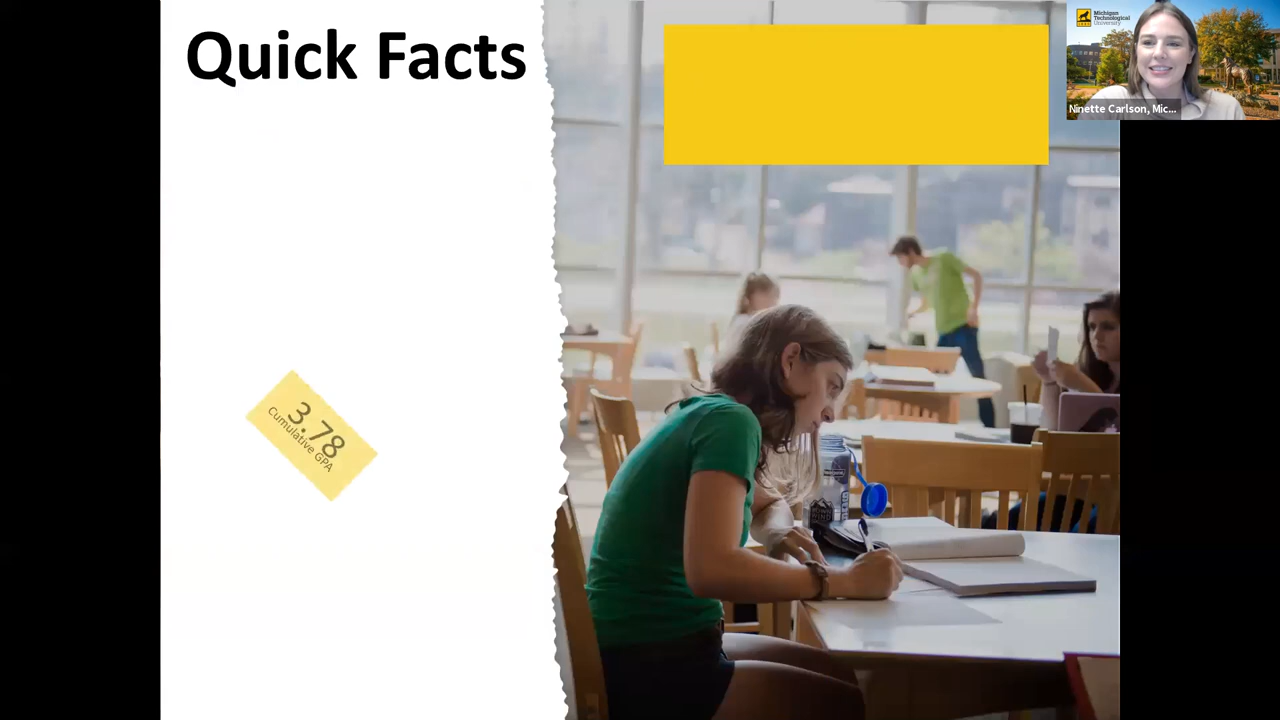 Quick Facts
Michigan
Technological
University
Ninette Carlson, Mic...
3.78
Cumulative GPA